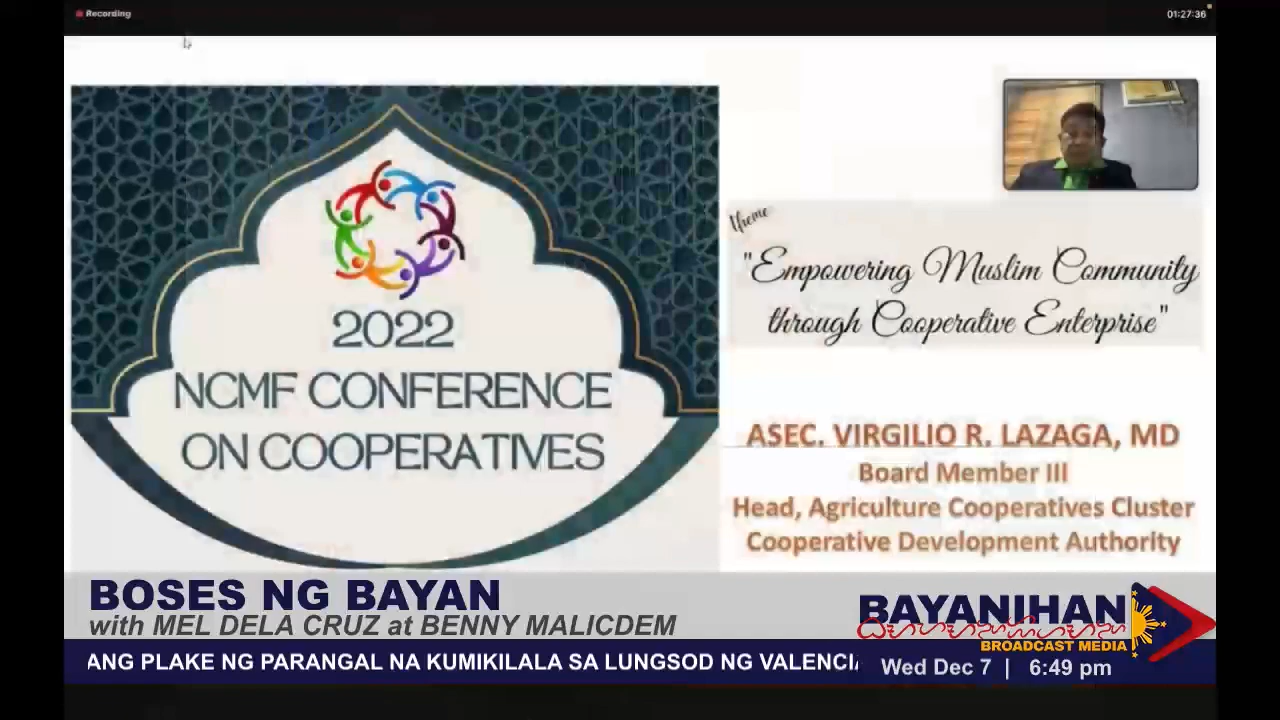 Recording
01:27:36
2022
NCMF CONFERENCE
ON COOPERATIVES
theme
"Empowering Muslim Community
through Cooperative Enterprise"
ASEC. VIRGILIO R. LAZAGA, MD
Board Member III
Head, Agriculture Cooperatives Cluster
Cooperative Development Authority
BOSES NG BAYAN
with MEL DELA CRUZ at BENNY MALICDEM
BAYANIHAN
BROADCAST MEDIA
ANG PLAKE NG PARANGAL NA KUMIKILALA SA LUNGSOD NG VALENCIA
Wed Dec 7 | 6:49 pm